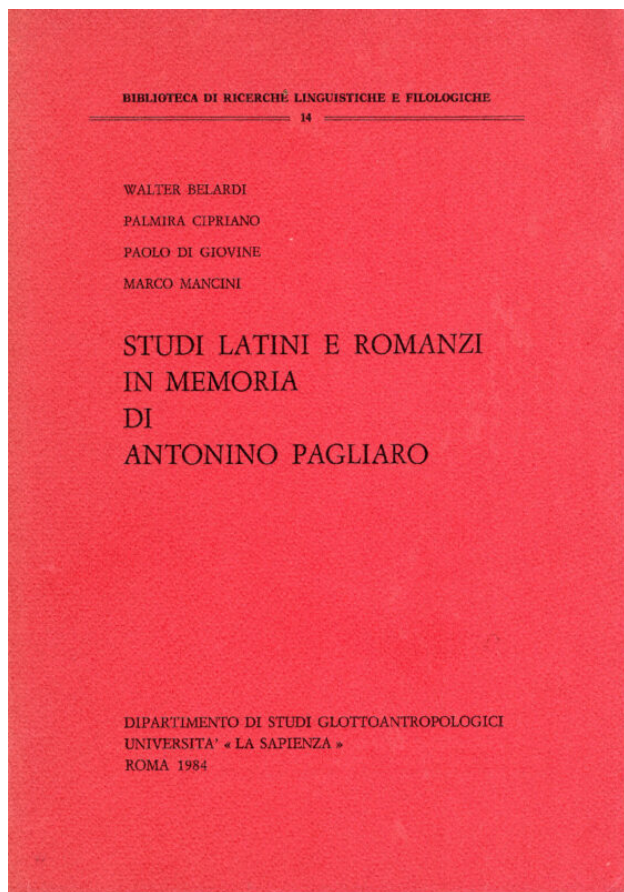 BIBLIOTECA DI RICERCHE LINGUISTICHE E FILOLOGICHE
14
WALTER BELARDI
PALMIRA CIPRIANO
PAOLO DI GIOVINE
MARCO MANCINI
STUDI LATINI E ROMANZI
IN MEMORIA
DI
ANTONINO PAGLIARO
DIPARTIMENTO DI STUDI GLOTTOANTROPOLOGICI
UNIVERSITA' « LA SAPIENZA »
ROMA 1984